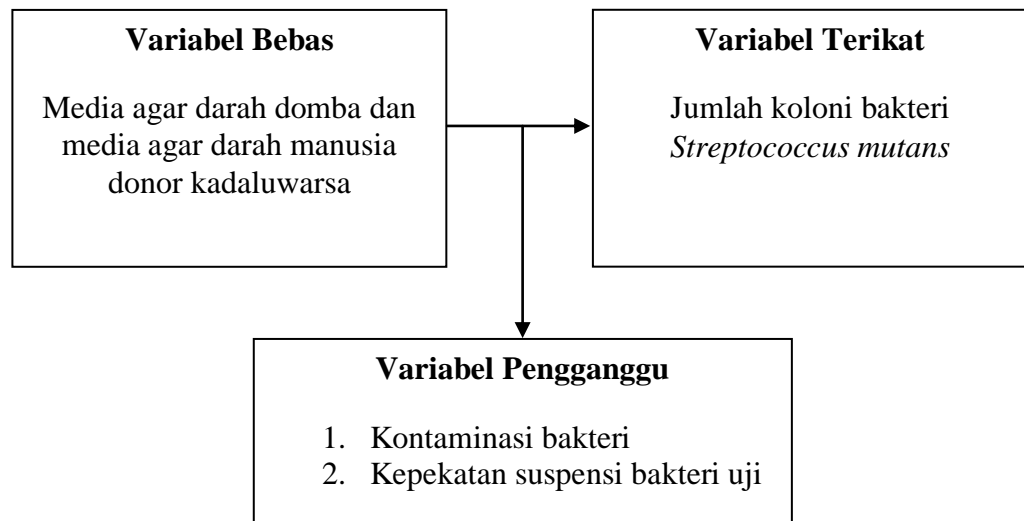 Variabel Bebas
Media agar darah domba dan
media agar darah manusia
donor kadaluwarsa
Variabel Terikat
Jumlah koloni bakteri
Streptococcus mutans
Variabel Pengganggu
1. Kontaminasi bakteri
2. Kepekatan suspensi bakteri uji